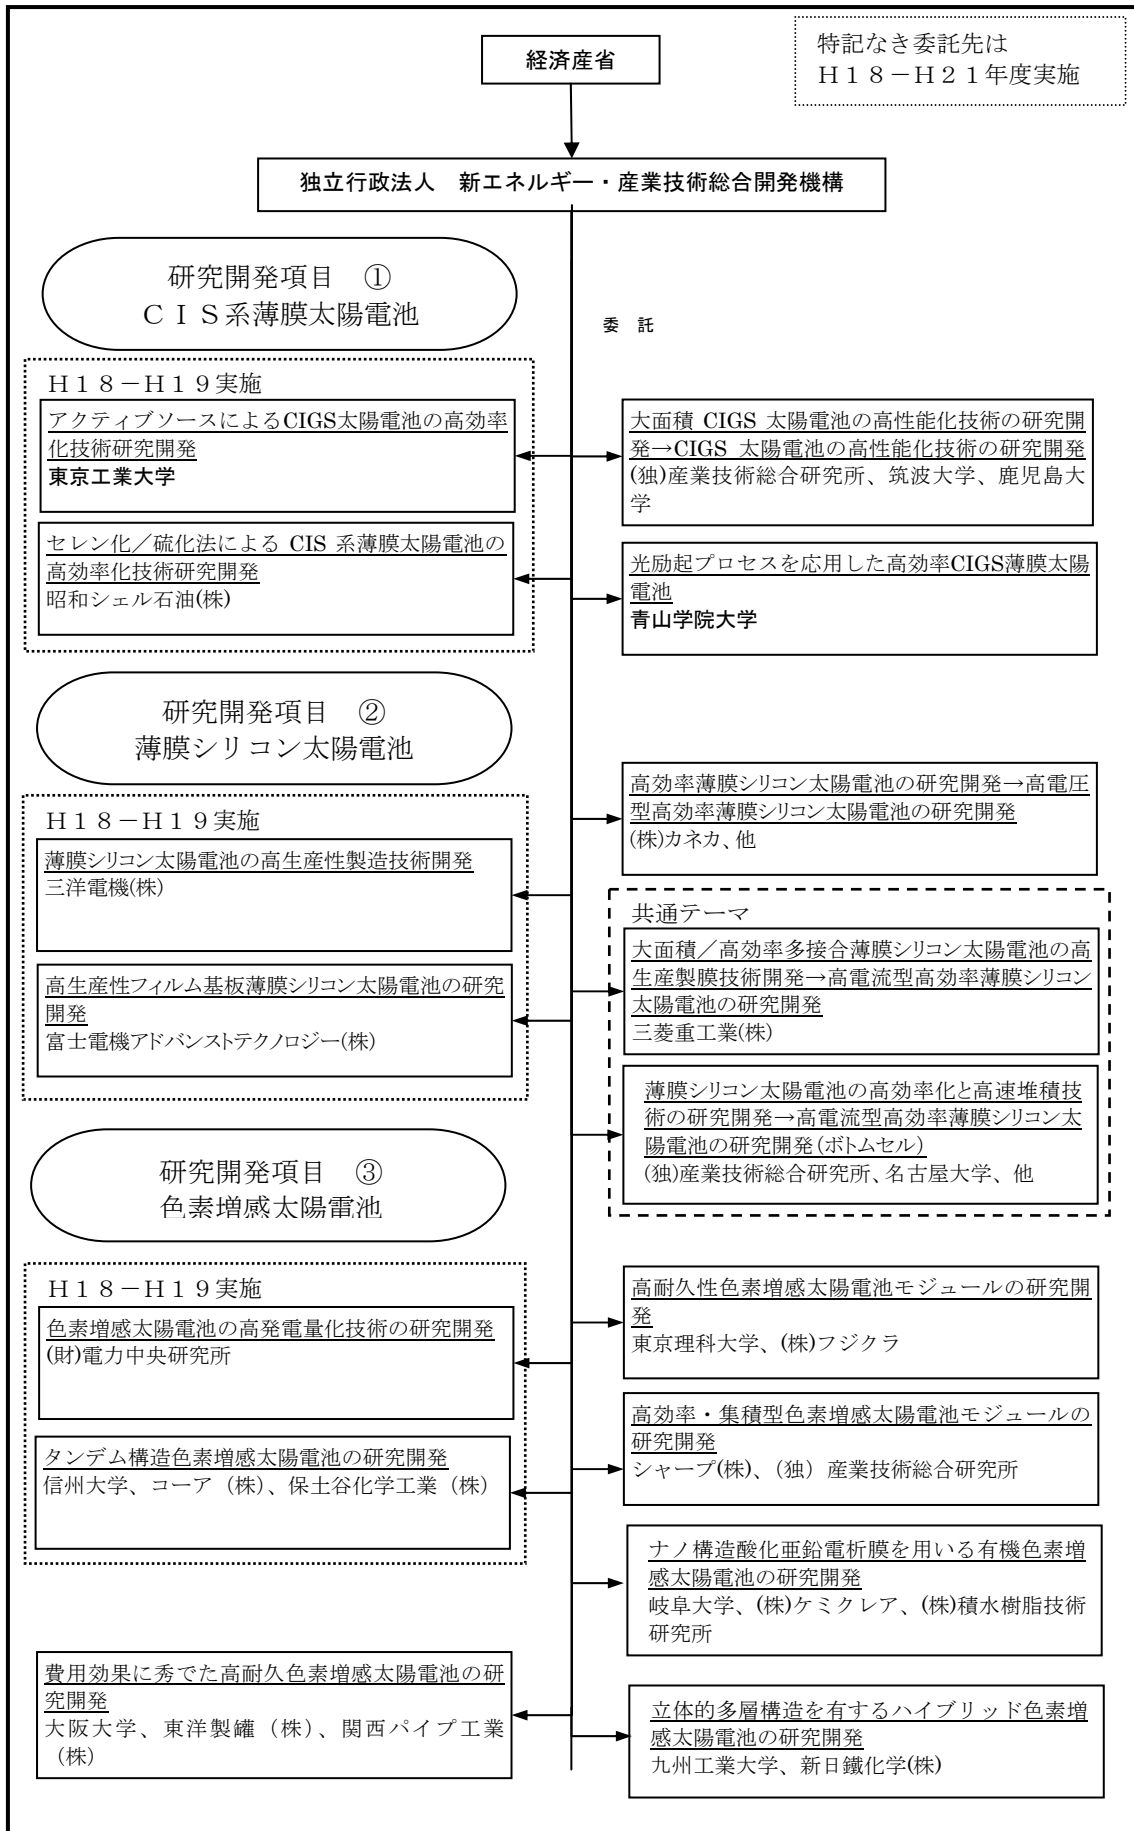 経済産省
特記なき委託先は
Ｈ１８－Ｈ２１年度実施
独立行政法人　新エネルギー・産業技術総合開発機構
研究開発項目　①
ＣＩＳ系薄膜太陽電池
委　託
Ｈ１８－Ｈ１９実施
アクティブソースによるCIGS太陽電池の高効率
化技術研究開発
東京工業大学
セレン化／硫化法による CIS 系薄膜太陽電池の
高効率化技術研究開発
昭和シェル石油(株)
大面積 CIGS 太陽電池の高性能化技術の研究開
発→CIGS 太陽電池の高性能化技術の研究開発
(独)産業技術総合研究所、筑波大学、鹿児島大
学
光励起プロセスを応用した高効率CIGS薄膜太陽
電池
青山学院大学
研究開発項目　②
薄膜シリコン太陽電池
Ｈ１８－Ｈ１９実施
薄膜シリコン太陽電池の高生産性製造技術開発
三洋電機(株)
高生産性フィルム基板薄膜シリコン太陽電池の研究
開発
富士電機アドバンストテクノロジー(株)
高効率薄膜シリコン太陽電池の研究開発→高電圧
型高効率薄膜シリコン太陽電池の研究開発
(株)カネカ、他
共通テーマ
大面積／高効率多接合薄膜シリコン太陽電池の高
生産製膜技術開発→高電流型高効率薄膜シリコン
太陽電池の研究開発
三菱重工業(株)
薄膜シリコン太陽電池の高効率化と高速堆積技
術の研究開発→高電流型高効率薄膜シリコン太
陽電池の研究開発(ボトムセル)
(独)産業技術総合研究所、名古屋大学、他
研究開発項目　③
色素増感太陽電池
Ｈ１８－Ｈ１９実施
色素増感太陽電池の高発電量化技術の研究開発
(財)電力中央研究所
タンデム構造色素増感太陽電池の研究開発
信州大学、コーア（株）、保土谷化学工業（株）
高耐久性色素増感太陽電池モジュールの研究開
発
東京理科大学、(株)フジクラ
高効率・集積型色素増感太陽電池モジュールの
研究開発
シャープ(株)、（独）産業技術総合研究所
ナノ構造酸化亜鉛電析膜を用いる有機色素増
感太陽電池の研究開発
岐阜大学、(株)ケミクレア、(株)積水樹脂技術
研究所
費用効果に秀でた高耐久色素増感太陽電池の研
究開発
大阪大学、東洋製罐（株）、関西パイプ工業
（株）
立体的多層構造を有するハイブリッド色素増
感太陽電池の研究開発
九州工業大学、新日鐵化学(株)